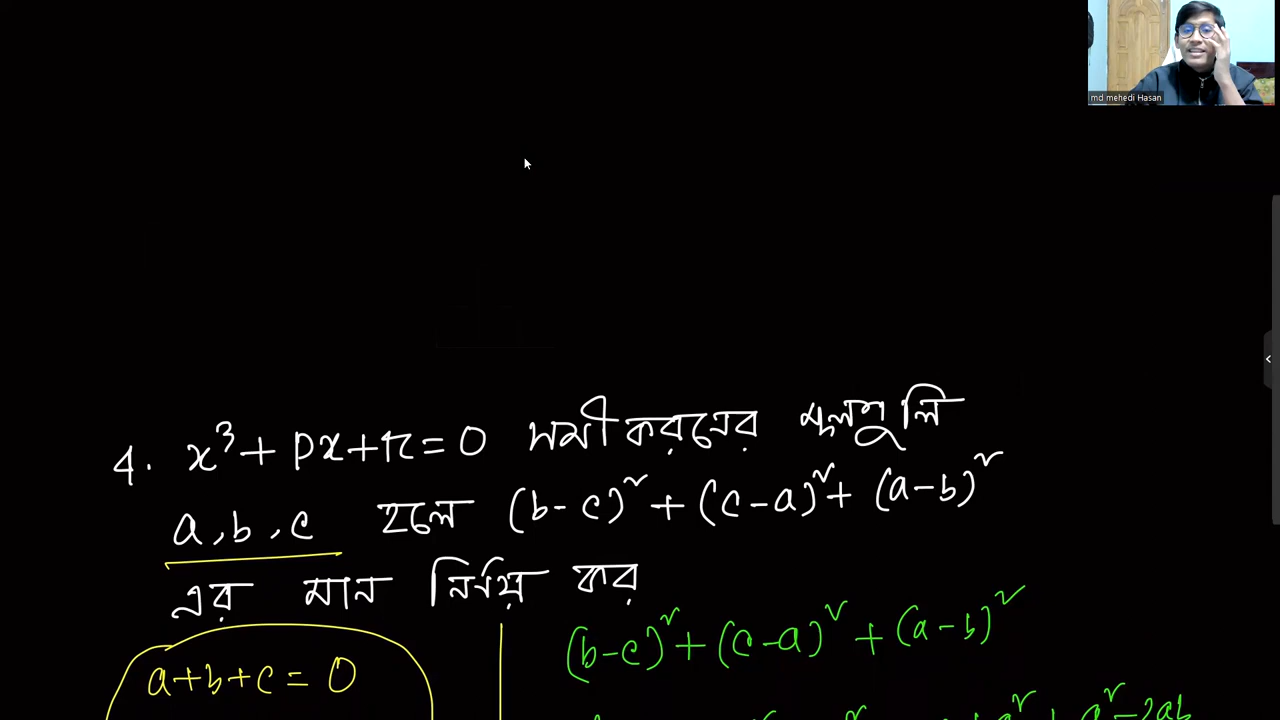 md mehedi Hasan
4. x³ + px + r = 0 সমীকরনের মূলগুলি
a, b, c হলে (b-c)² + (c-a)² + (a-b)²
এর মান নির্ণয় কর
(b-c)² + (c-a)² + (a-b)²
a+b+c = 0